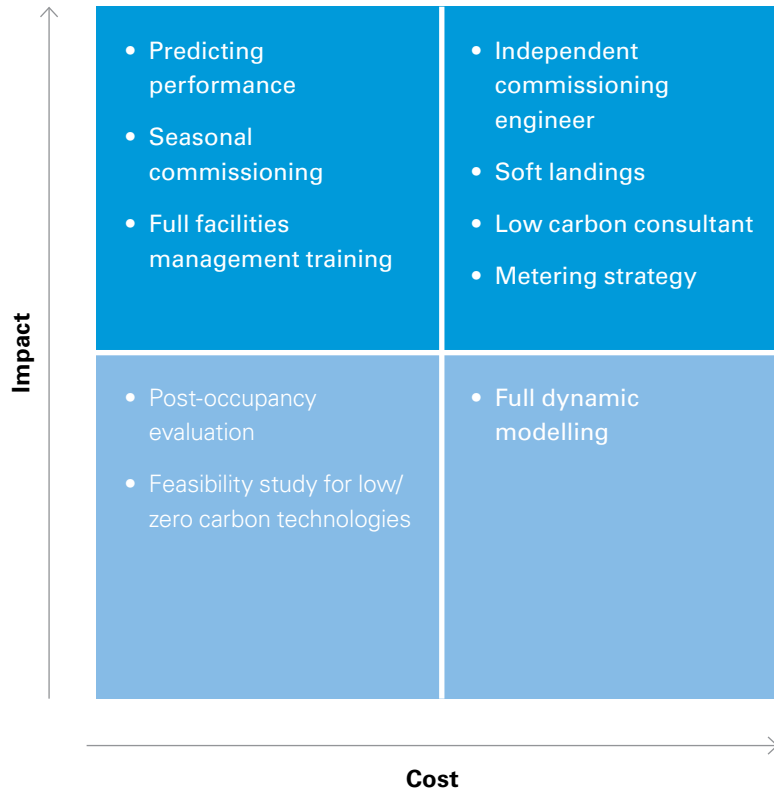 • Predicting
performance
• Seasonal
commissioning
• Full facilities
management training
• Independent
commissioning
engineer
• Soft landings
• Low carbon consultant
• Metering strategy
Impact
• Post-occupancy
evaluation
• Feasibility study for low/
zero carbon technologies
• Full dynamic
modelling
Cost